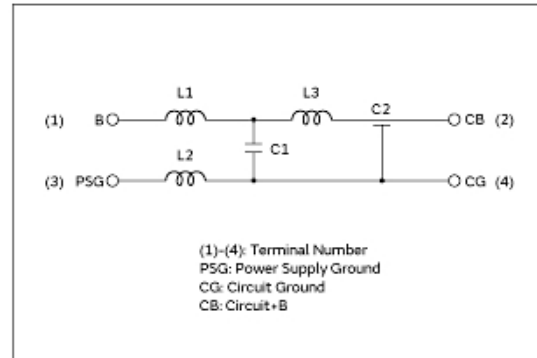 L1
L3
C2
(1) B
CB (2)
C1
L2
(3) PSG
CG (4)
(1)-(4): Terminal Number
PSG: Power Supply Ground
CG: Circuit Ground
CB: Circuit+B